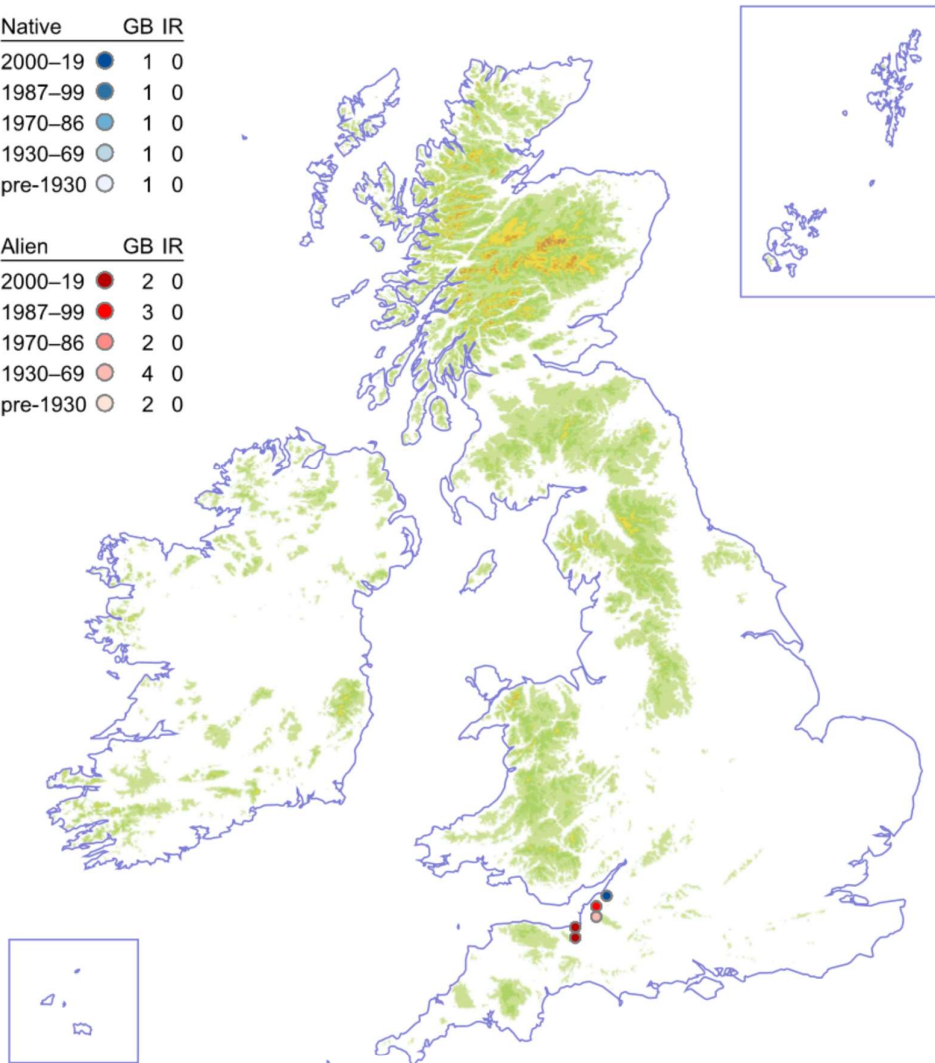 Native GB IR
2000–19 1 0
1987–99 1 0
1970–86 1 0
1930–69 1 0
pre-1930 1 0
Alien GB IR
2000–19 2 0
1987–99 3 0
1970–86 2 0
1930–69 4 0
pre-1930 2 0